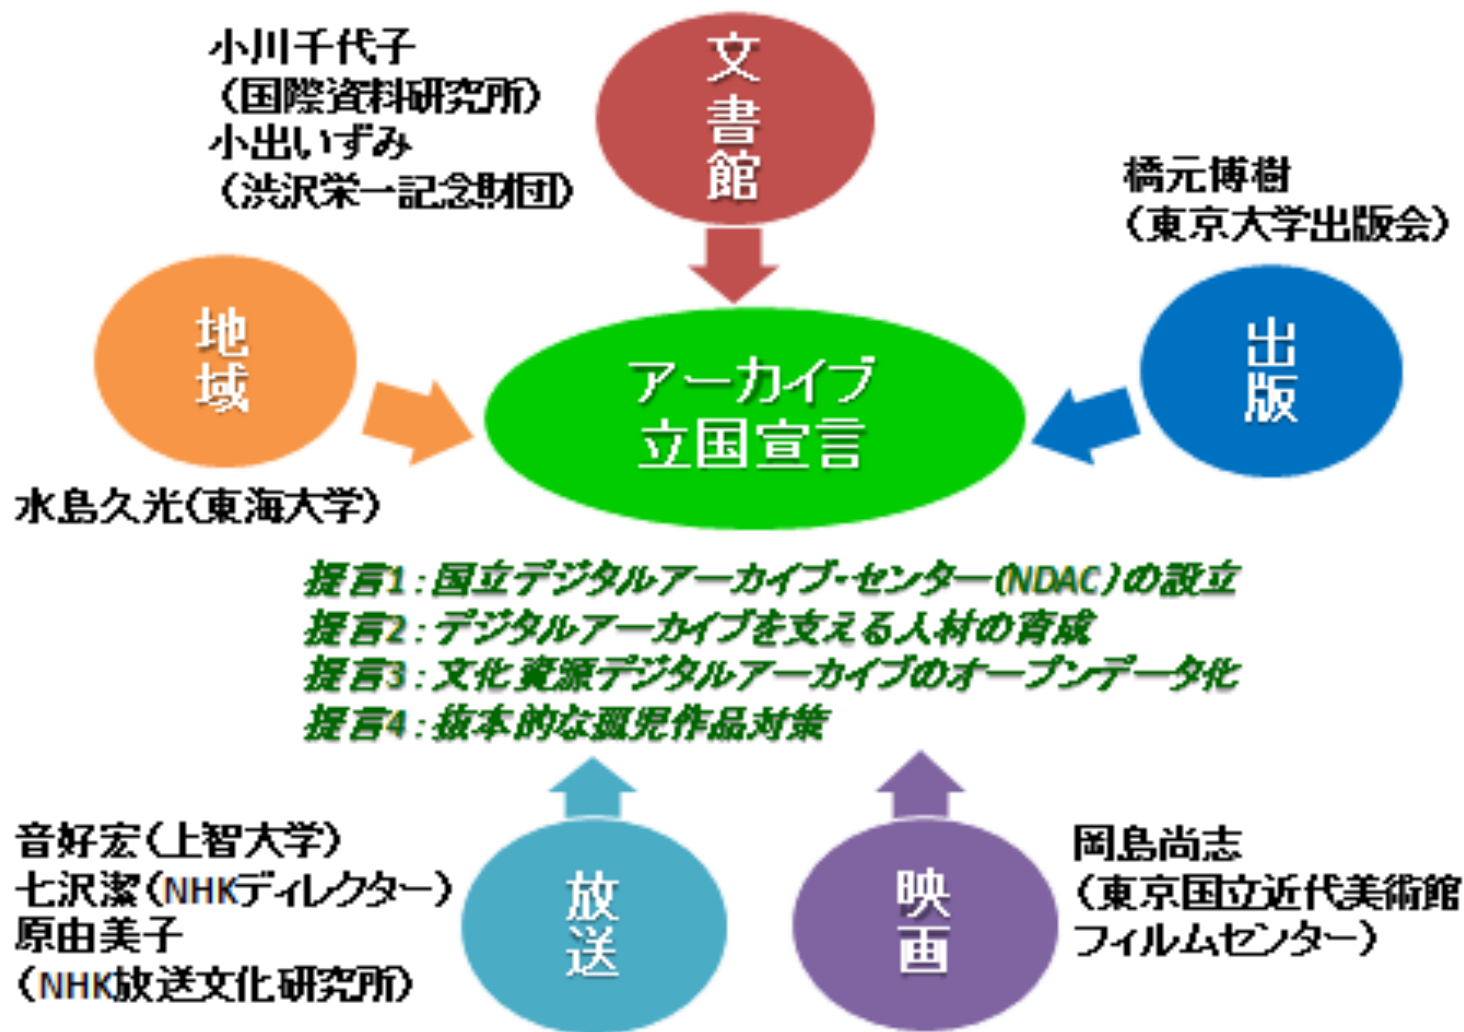 小川千代子
（国際資料研究所）
小出いずみ
（渋沢栄一記念財団）
文書館
橋元博樹
（東京大学出版会）
地域
出版
アーカイブ
立国宣言
水島久光(東海大学)
提言1：国立デジタルアーカイブ・センター(NDAC)の設立
提言2：デジタルアーカイブを支える人材の育成
提言3：文化資源デジタルアーカイブのオープンデータ化
提言4：抜本的な孤児作品対策
音好宏(上智大学)
七沢潔(NHKディレクター)
原由美子
（NHK放送文化研究所）
放送
映画
岡島尚志
（東京国立近代美術館
フィルムセンター）